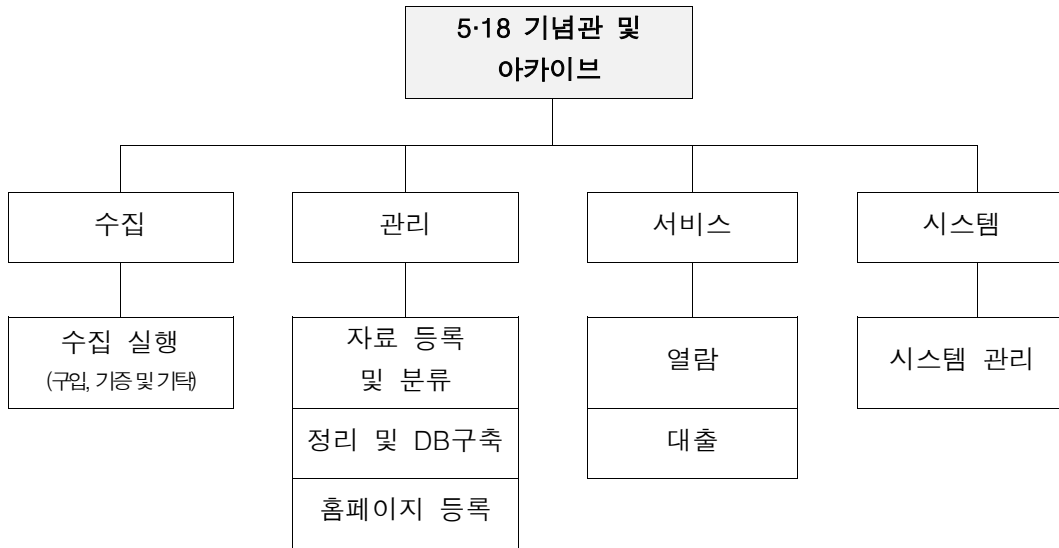 5·18 기념관 및
아카이브
수집
관리
서비스
시스템
수집 실행
(구입, 기증 및 기탁)
자료 등록
및 분류
열람
시스템 관리
정리 및 DB구축
대출
홈페이지 등록